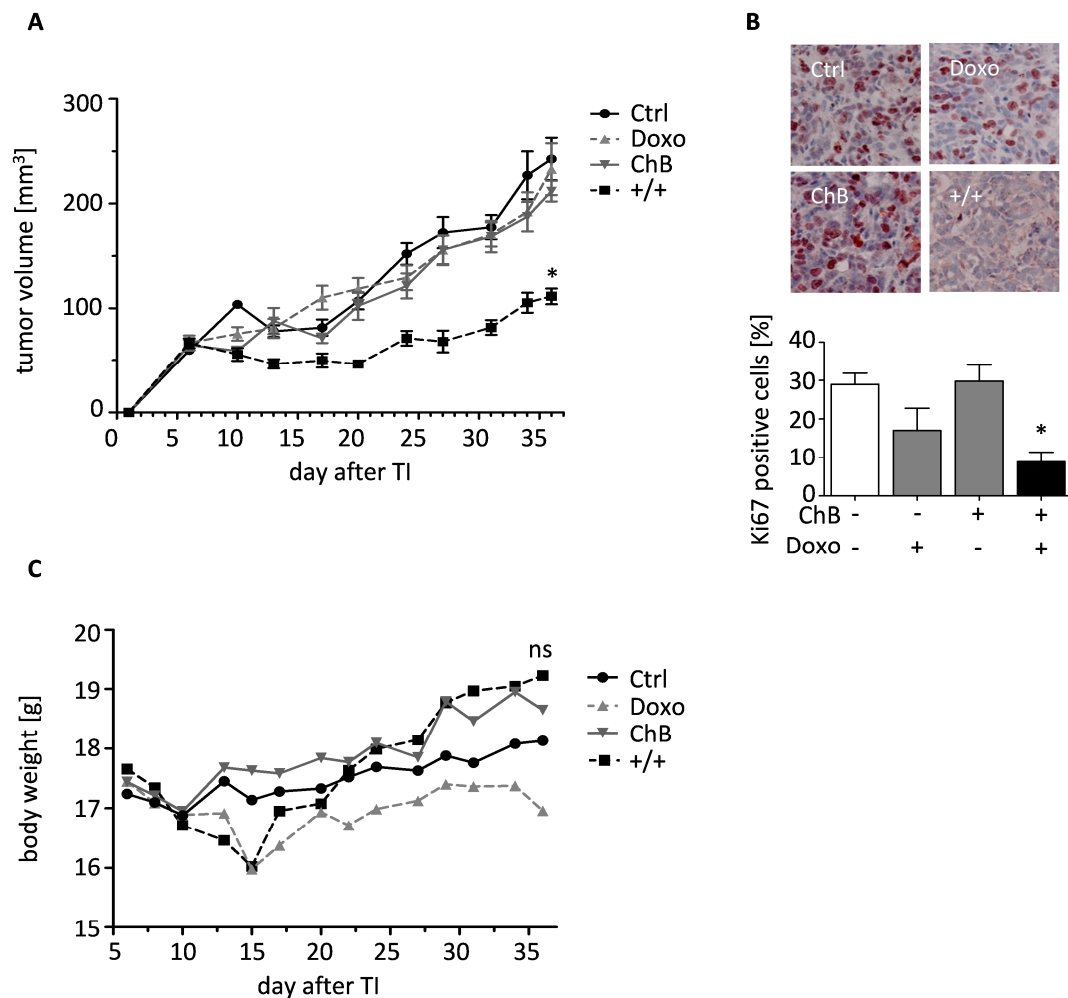 A
tumor volume [mm³]
300
200
100
0
0 5 10 15 20 25 30 35
day after TI
*
Ctrl
Doxo
ChB
+/+
B
Ctrl
Doxo
ChB
+/+
Ki67 positive cells [%]
40
30
20
10
0
*
ChB - - + +
Doxo - + - +
C
body weight [g]
20
19
18
17
16
15
5 10 15 20 25 30 35
day after TI
ns
Ctrl
Doxo
ChB
+/+